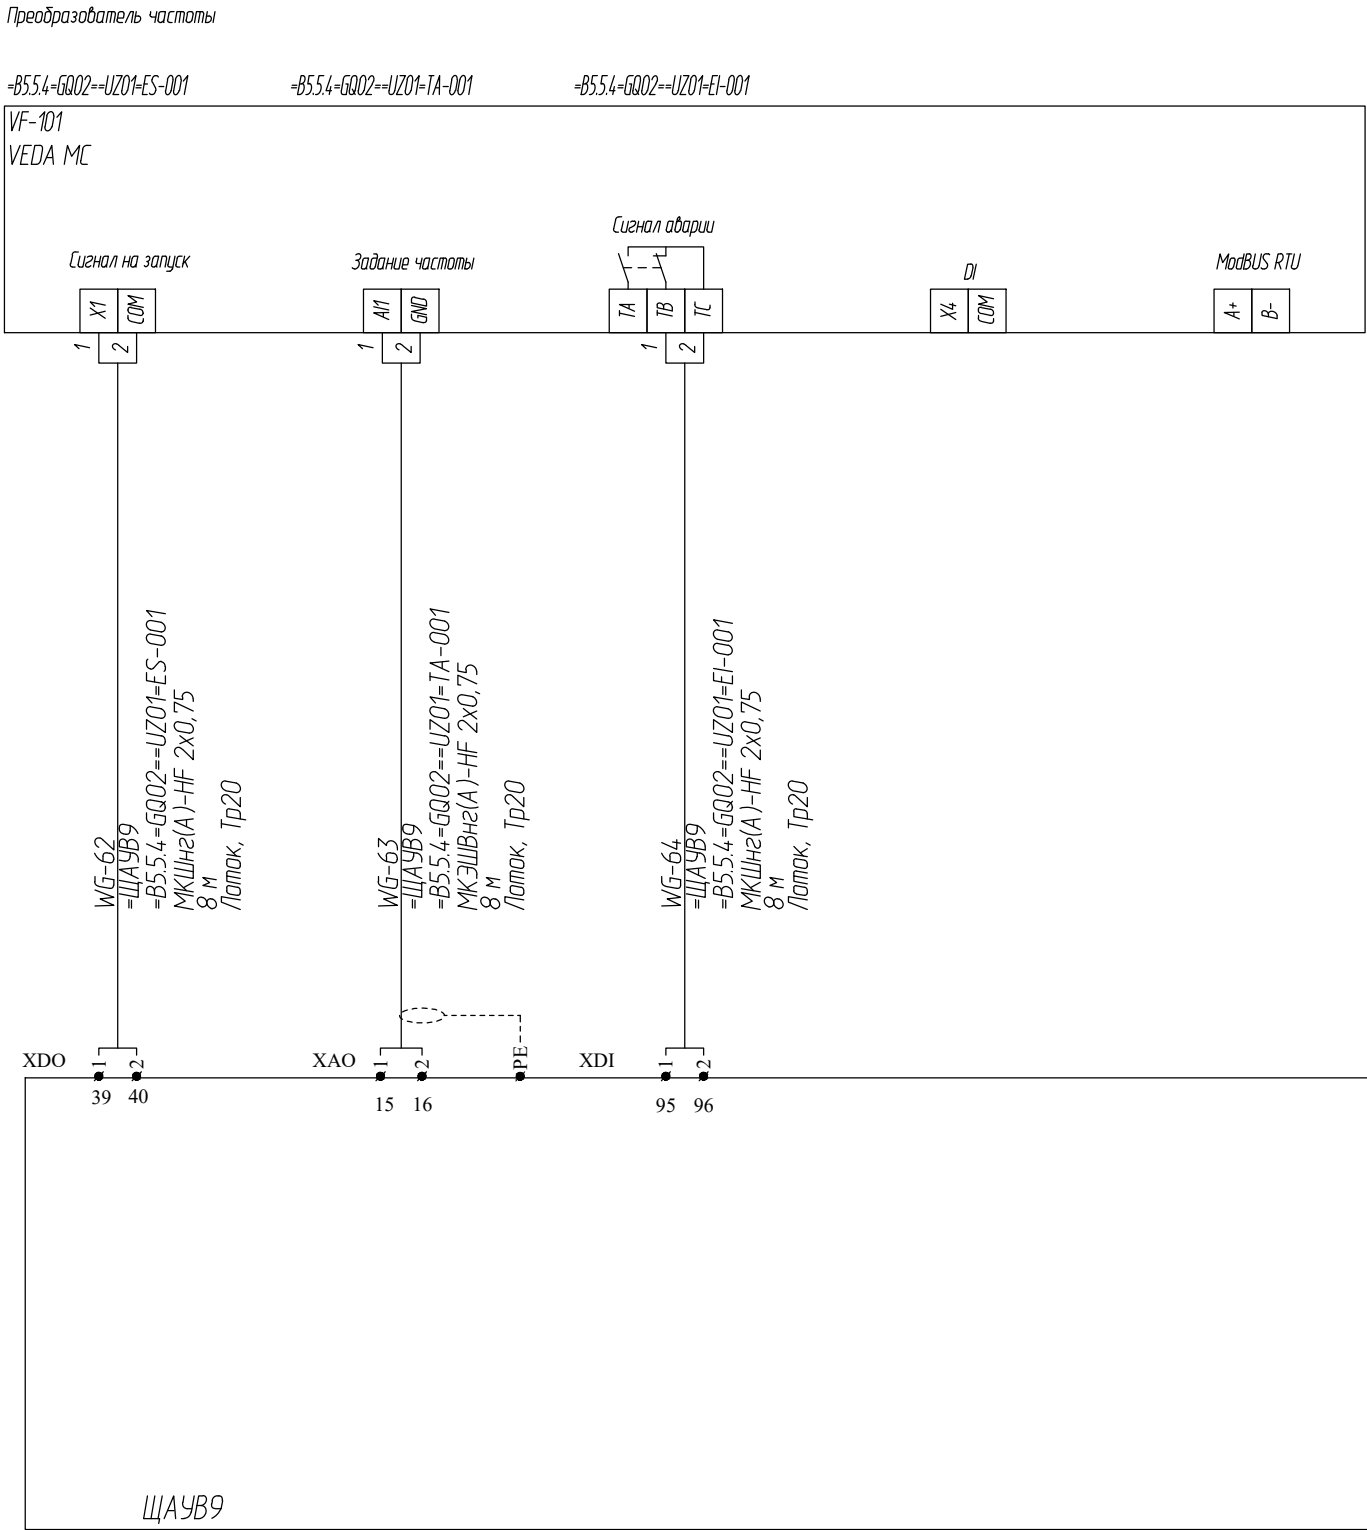 Преобразователь частоты
=B5.5.4=GQ02==UZ01=ES-001
=B5.5.4=GQ02==UZ01=TA-001
=B5.5.4=GQ02==UZ01=EI-001
VF-101
VEDA MC
Сигнал на запуск
Задание частоты
Сигнал аварии
DI
ModBUS RTU
X1
COM
AI1
GND
TA
TB
TC
X4
COM
A+
B-
1
2
1
2
1
2
WG-62
=ЩАУВ9
=B5.5.4=GQ02==UZ01=ES-001
МКШнг(А)-HF 2x0,75
8 м
Лоток, Тр20
WG-63
=ЩАУВ9
=B5.5.4=GQ02==UZ01=TA-001
МКЭШВнг(А)-HF 2x0,75
8 м
Лоток, Тр20
WG-64
=ЩАУВ9
=B5.5.4=GQ02==UZ01=EI-001
МКШнг(А)-HF 2x0,75
8 м
Лоток, Тр20
XDO
1
2
XAO
1
2
PE
XDI
1
2
39
40
15
16
95
96
ЩАУВ9